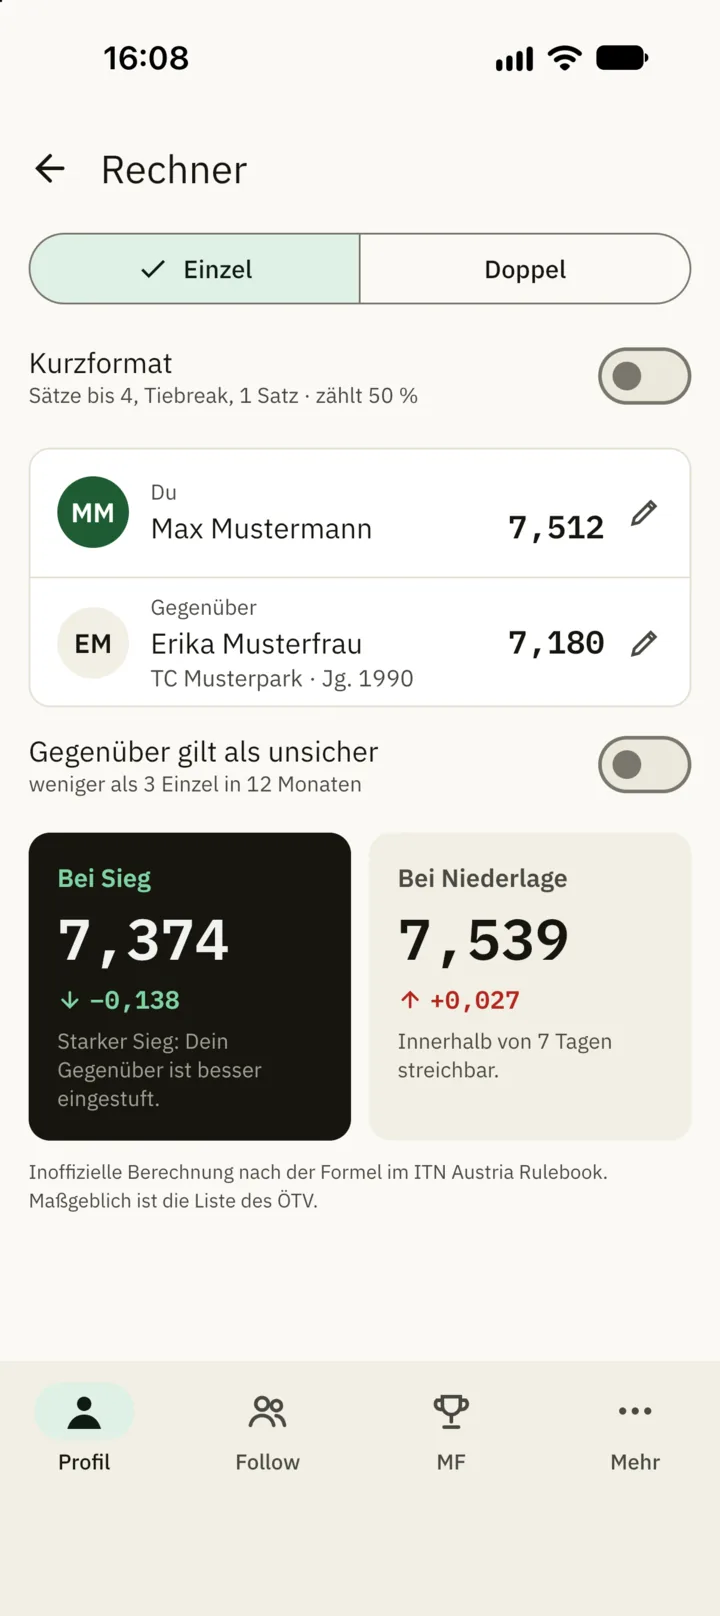 16:08
Rechner
Einzel
Doppel
Kurzformat
Sätze bis 4, Tiebreak, 1 Satz · zählt 50 %
MM
Du
Max Mustermann
7,512
EM
Gegenüber
Erika Musterfrau
7,180
TC Musterpark · Jg. 1990
Gegenüber gilt als unsicher
weniger als 3 Einzel in 12 Monaten
Bei Sieg
7,374
↓ −0,138
Starker Sieg: Dein
Gegenüber ist besser
eingestuft.
Bei Niederlage
7,539
↑ +0,027
Innerhalb von 7 Tagen
streichbar.
Inoffizielle Berechnung nach der Formel im ITN Austria Rulebook.
Maßgeblich ist die Liste des ÖTV.
Profil
Follow
MF
Mehr